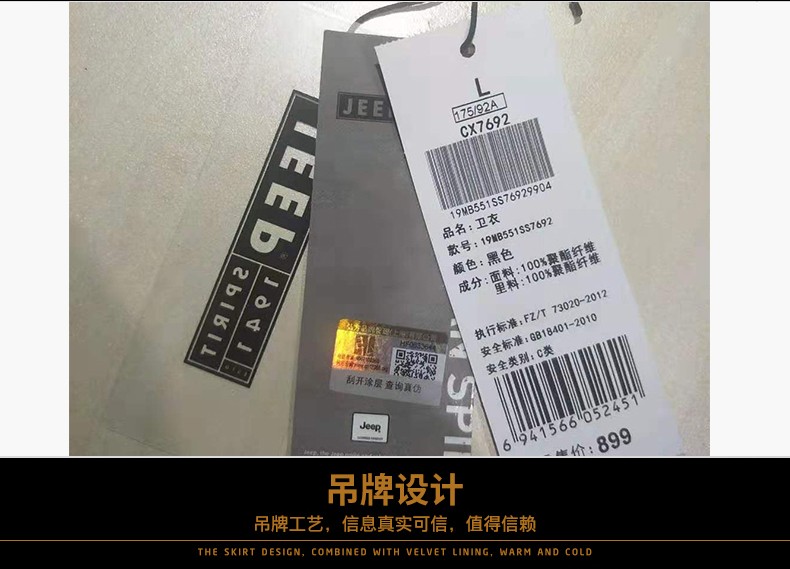 JEEP
SPIRIT
1941
JEE
L
175/92A
CX7692
19MB551SS76929904
品名: 卫衣
款号: 19MB551SS7692
颜色: 黑色
成分: 面料: 100%聚酯纤维
里料: 100%聚酯纤维
执行标准: FZ/T 73020-2012
安全标准: GB18401-2010
安全类别: C类
6 941566 052451
售价: 899
刮开涂层 查询真伪
Jeep
吊牌设计
吊牌工艺，信息真实可信，值得信赖
THE SKIRT DESIGN, COMBINED WITH VELVET LINING, WARM AND COLD